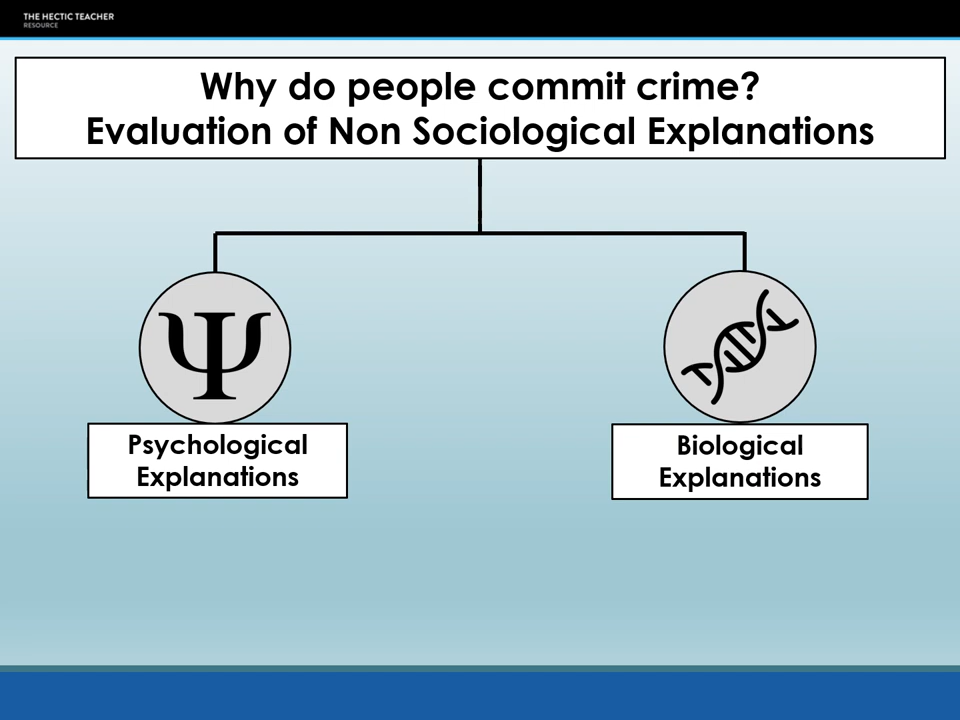 THE HECTIC TEACHER
RESOURCE
Why do people commit crime?
Evaluation of Non Sociological Explanations
Ψ
Psychological
Explanations
Biological
Explanations